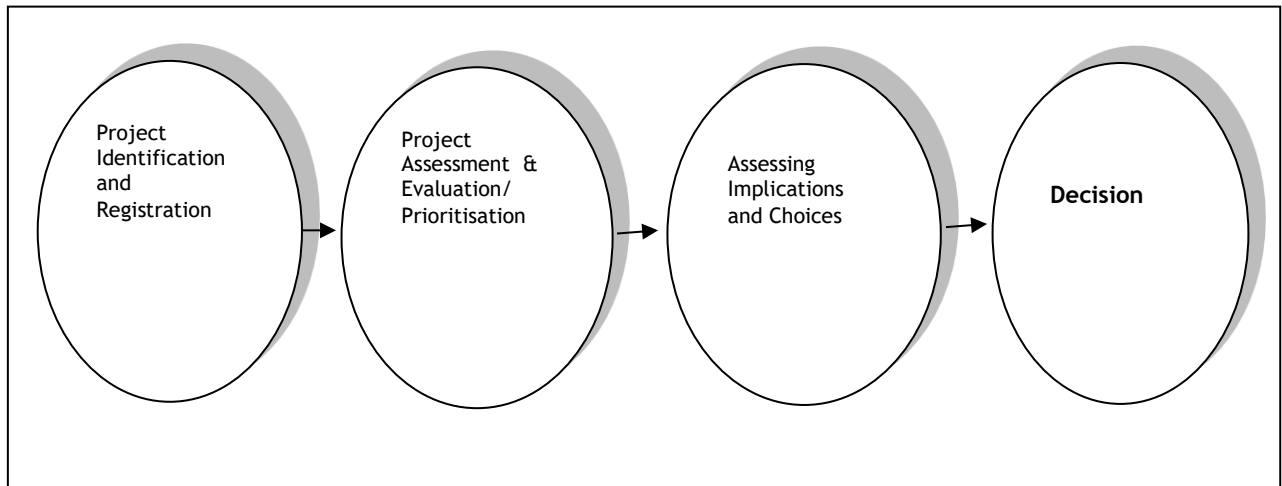 Project
Identification
and
Registration
Project
Assessment &
Evaluation/
Prioritisation
Assessing
Implications
and Choices
Decision